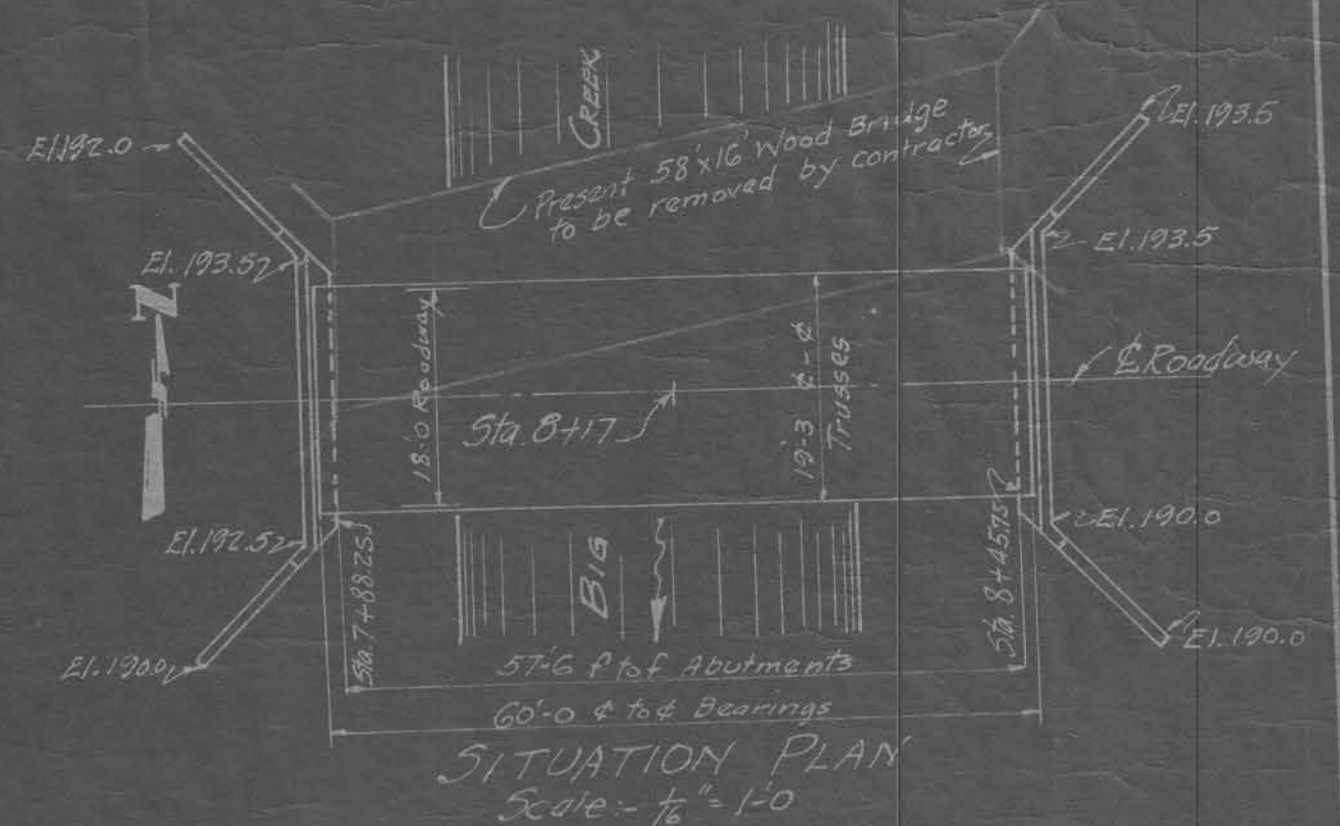 CREEK
Present 58'x16' Wood Bridge
to be removed by contractor
El.192.0
El.193.5
El. 193.5
El.193.5
N
18'-0 Roadway
19'-3 ¢-¢
Trusses
¢ Roadway
Sta. 8+17
El.192.5
El.190.0
BIG
Sta. 7+88.25
Sta. 8+45.75
El.190.0
El.190.0
57'-6 f to f Abutments
60'-0 ¢ to ¢ Bearings
SITUATION PLAN
Scale:- 1/16" = 1'-0